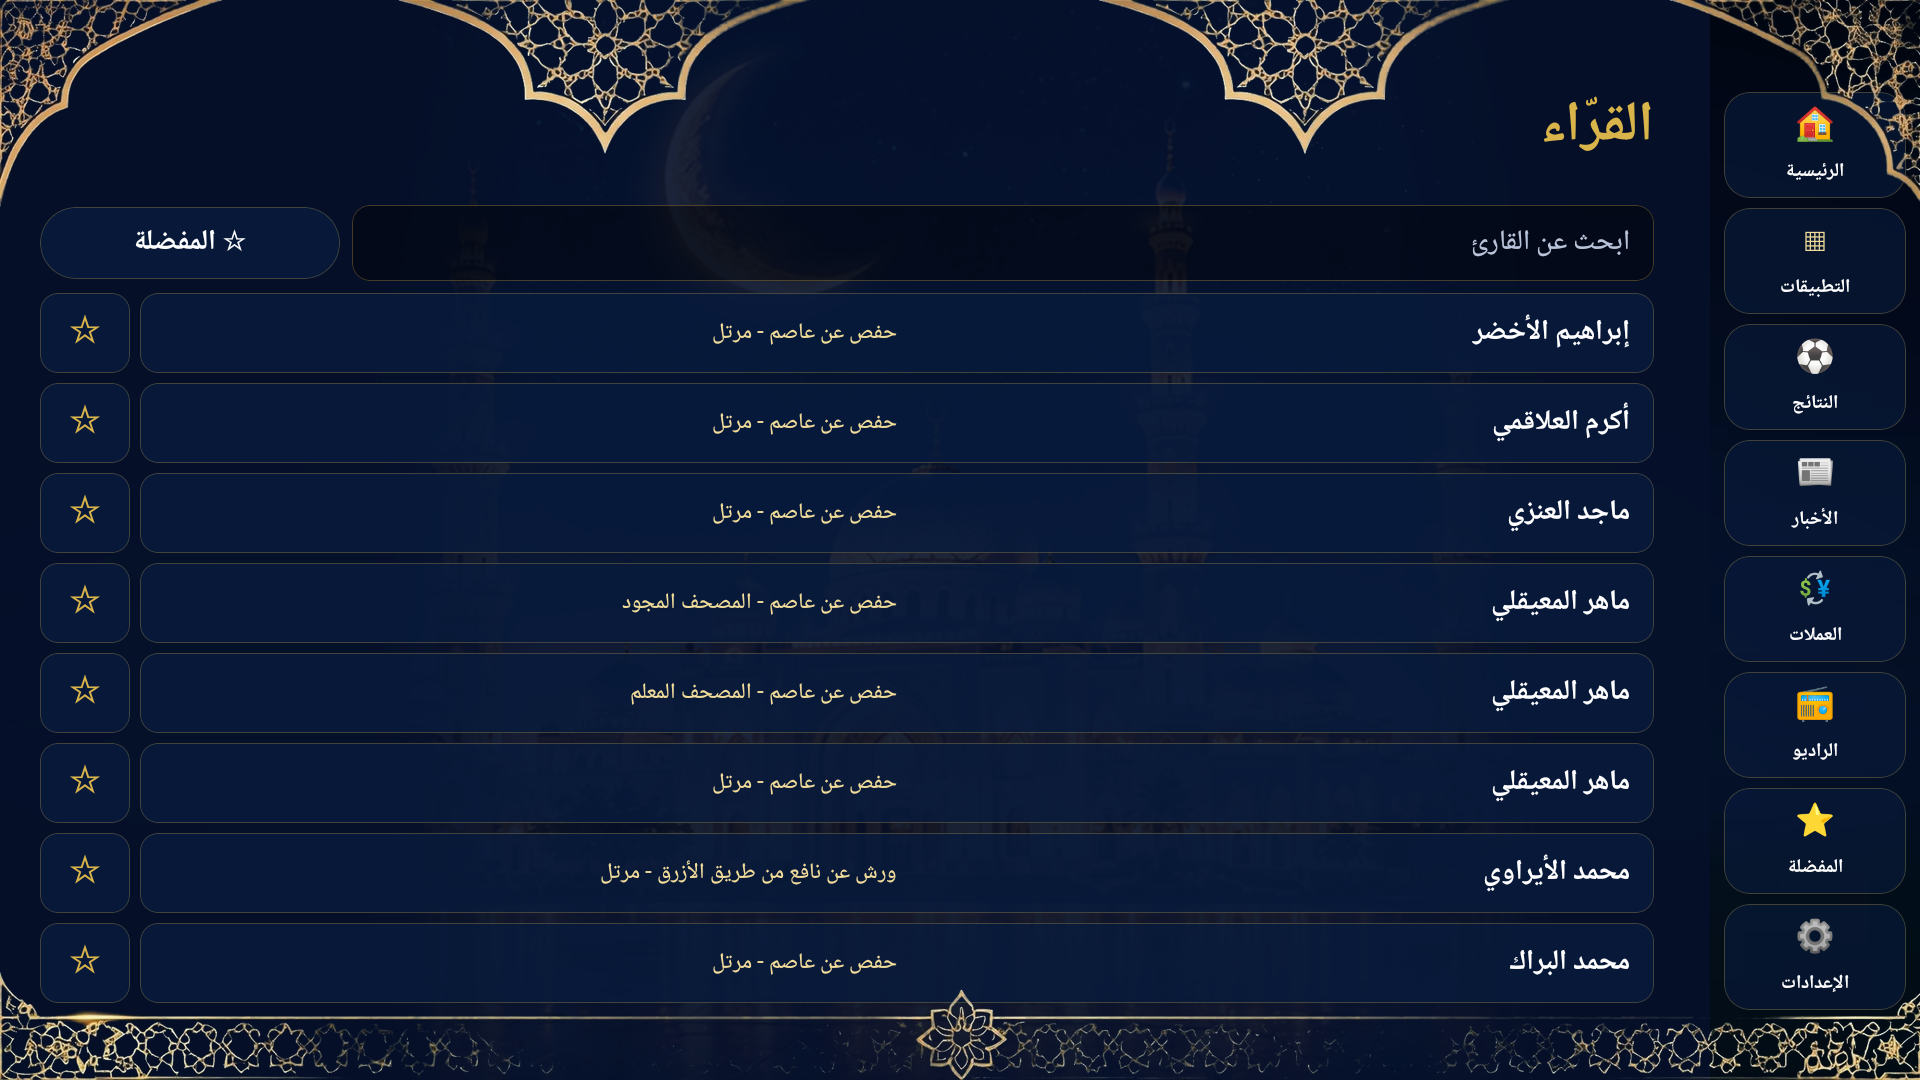 القرّاء
ابحث عن القارئ
☆ المفضلة
إبراهيم الأخضر
حفص عن عاصم - مرتل
أكرم العلاقمي
حفص عن عاصم - مرتل
ماجد العنزي
حفص عن عاصم - مرتل
ماهر المعيقلي
حفص عن عاصم - المصحف المجود
ماهر المعيقلي
حفص عن عاصم - المصحف المعلم
ماهر المعيقلي
حفص عن عاصم - مرتل
محمد الأيراوي
ورش عن نافع من طريق الأزرق - مرتل
محمد البراك
حفص عن عاصم - مرتل
الرئيسية
التطبيقات
النتائج
الأخبار
العملات
الراديو
المفضلة
الإعدادات